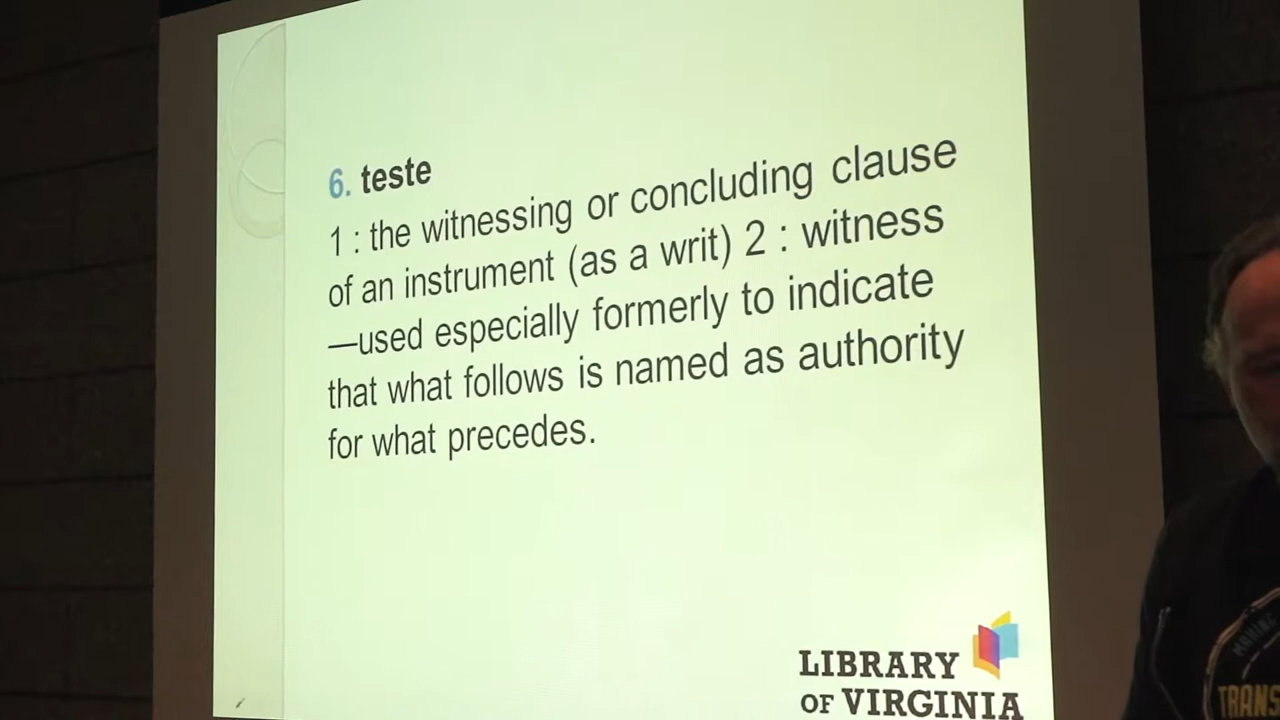 6. teste
1 : the witnessing or concluding clause
of an instrument (as a writ) 2 : witness
—used especially formerly to indicate
that what follows is named as authority
for what precedes.
LIBRARY
OF VIRGINIA
TRANS